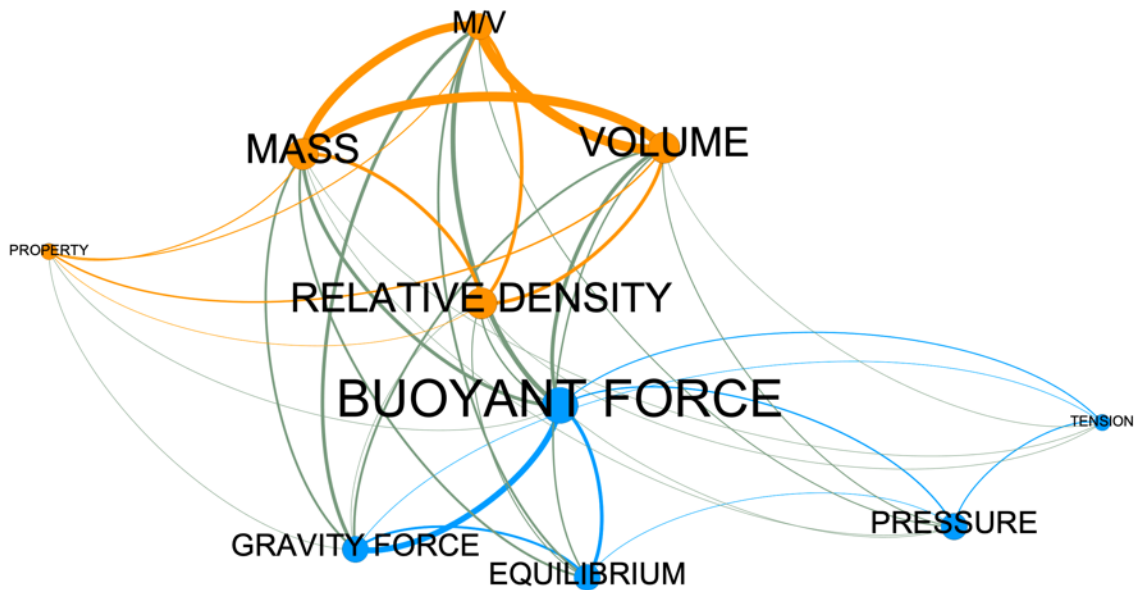 M/V
MASS
VOLUME
PROPERTY
RELATIVE DENSITY
BUOYANT FORCE
TENSION
PRESSURE
GRAVITY FORCE
EQUILIBRIUM